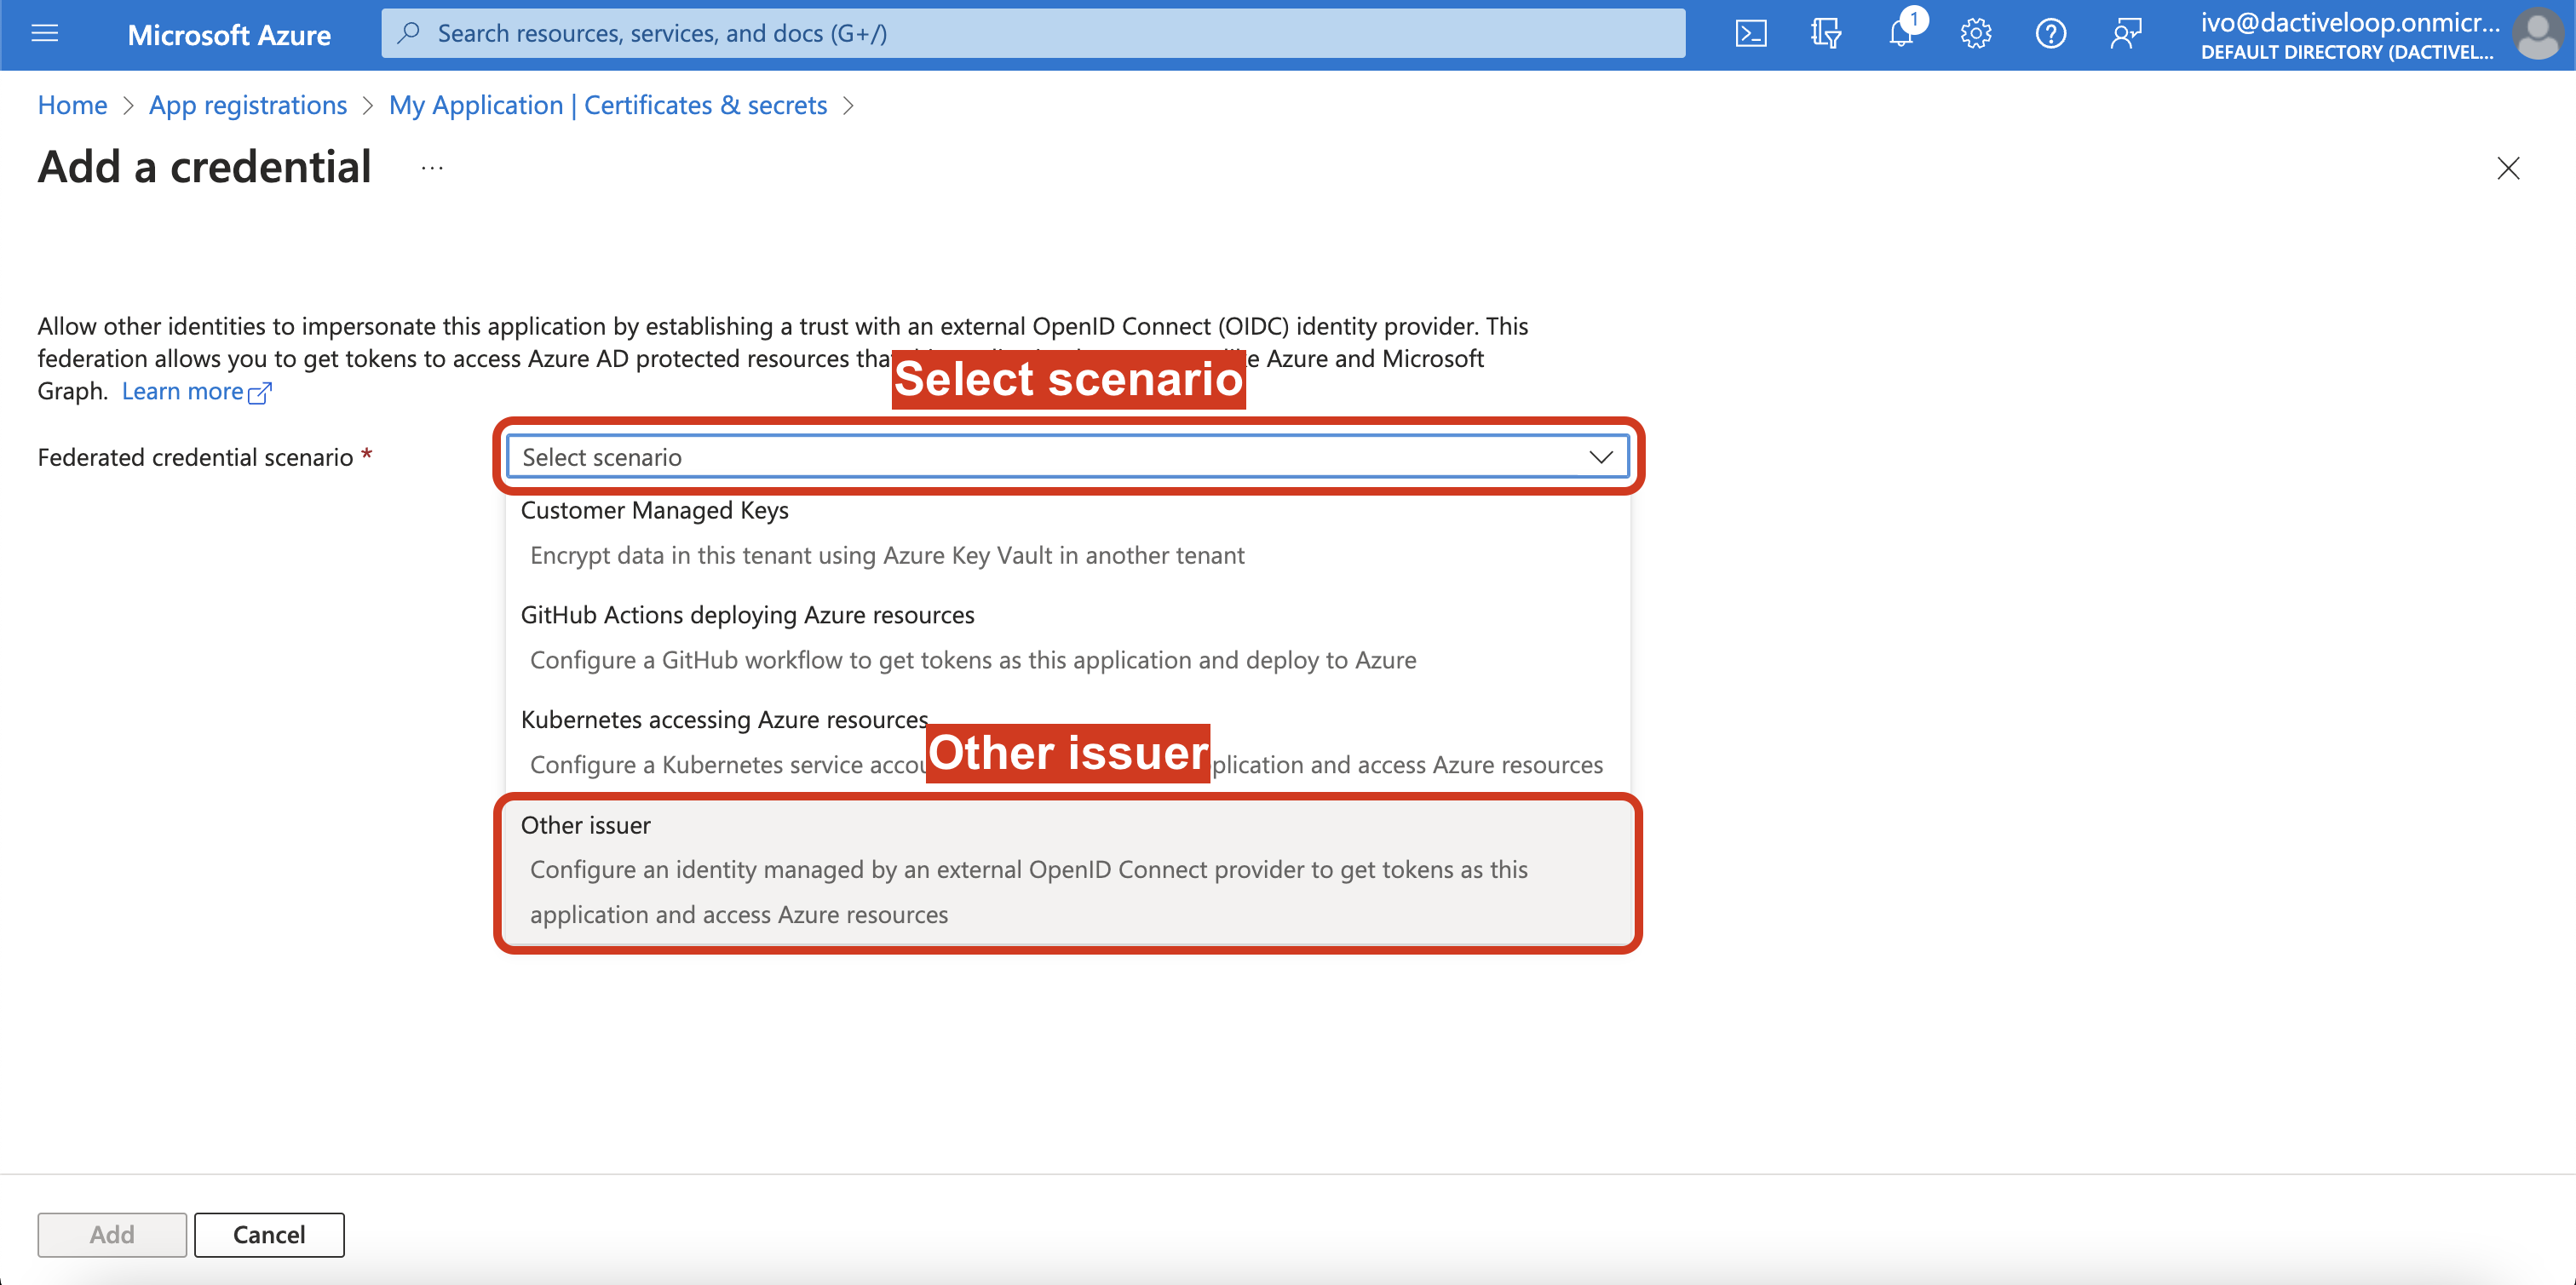 Microsoft Azure
Search resources, services, and docs (G+/)
1
ivo@dactiveloop.onmicr...
DEFAULT DIRECTORY (DACTIVEL...
Home > App registrations > My Application | Certificates & secrets >
Add a credential ...
Allow other identities to impersonate this application by establishing a trust with an external OpenID Connect (OIDC) identity provider. This
federation allows you to get tokens to access Azure AD protected resources Azure and Microsoft
Graph. Learn more
Select scenario
Federated credential scenario *
Select scenario
Customer Managed Keys
Encrypt data in this tenant using Azure Key Vault in another tenant
GitHub Actions deploying Azure resources
Configure a GitHub workflow to get tokens as this application and deploy to Azure
Kubernetes accessing Azure resources
Other issuer
Configure a Kubernetes service and access Azure resources
Other issuer
Configure an identity managed by an external OpenID Connect provider to get tokens as this
application and access Azure resources
Add
Cancel